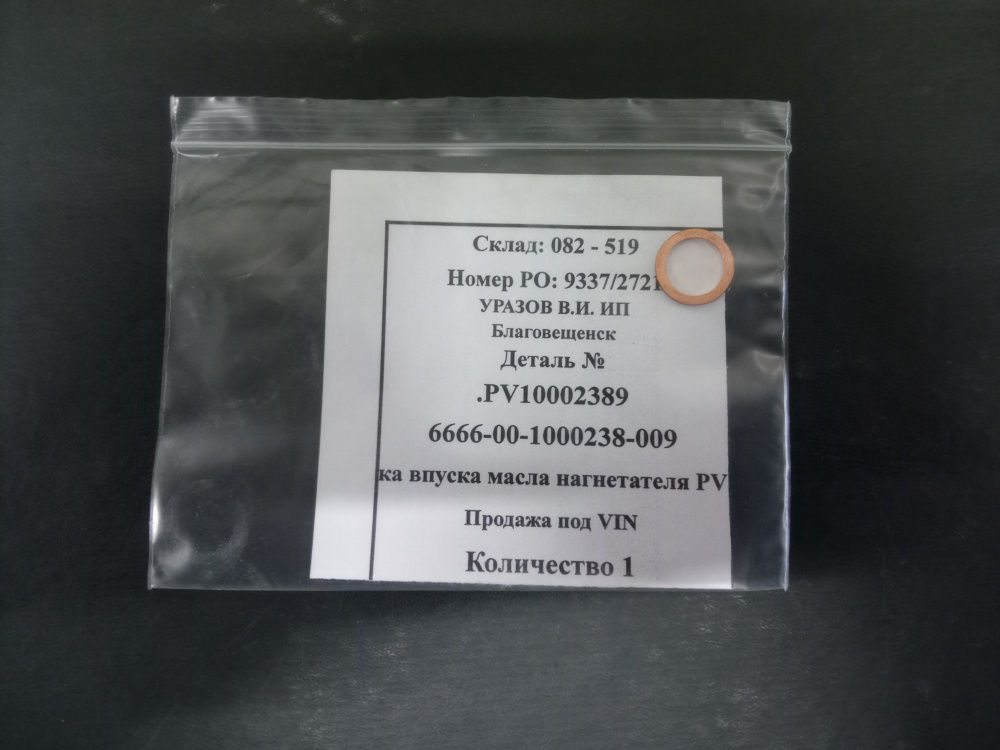 Склад: 082 - 519
Номер РО: 9337/2721
УРАЗОВ В.И. ИП
Благовещенск
Деталь №
.PV10002389
6666-00-1000238-009
ка впуска масла нагнетателя PV
Продажа под VIN
Количество 1